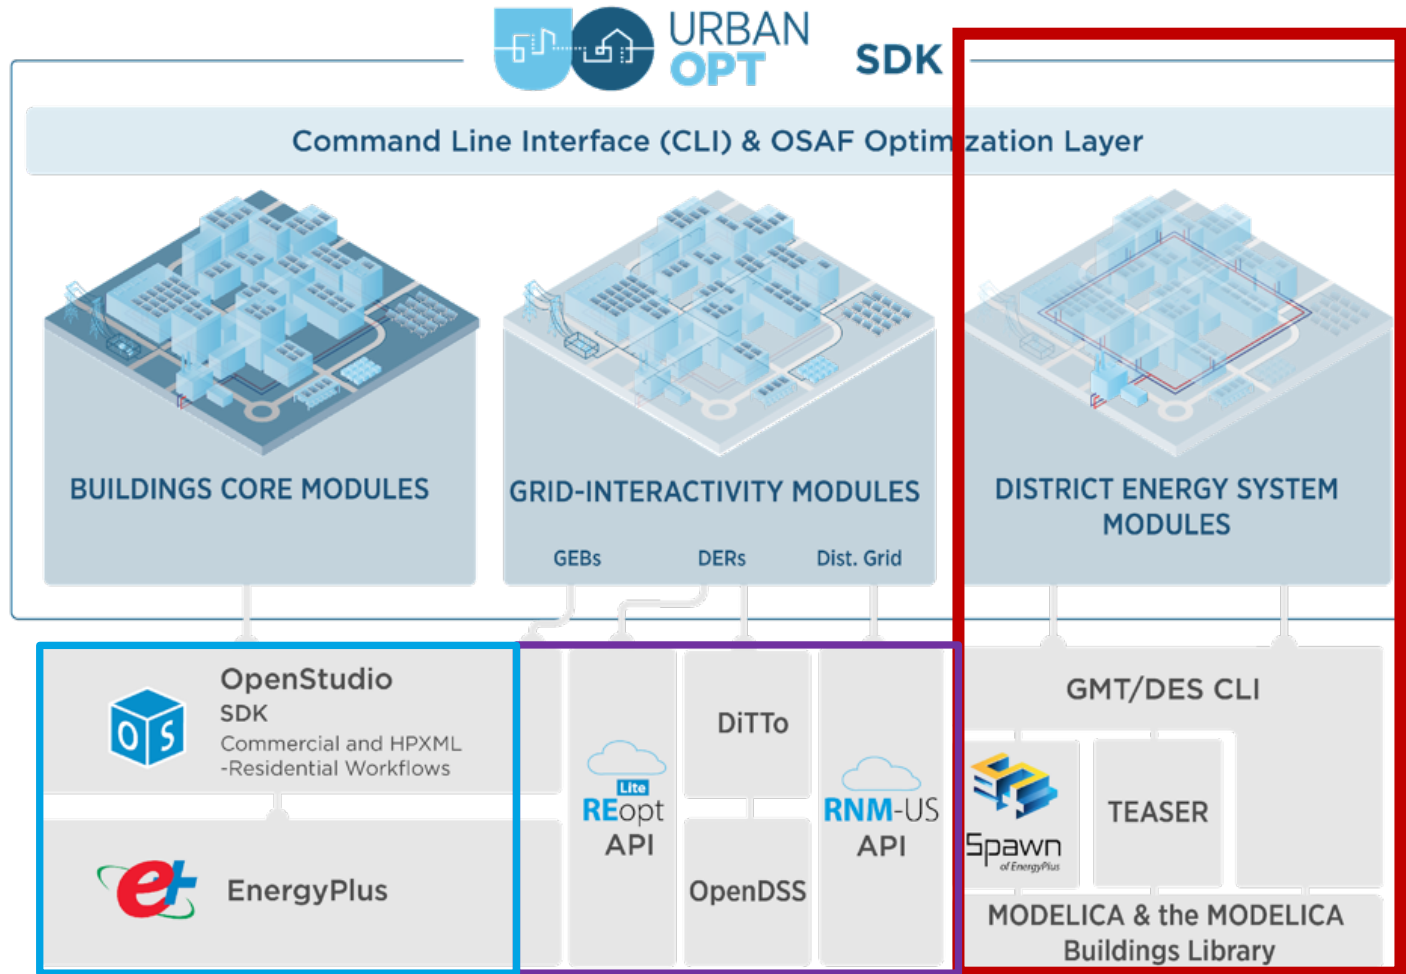 URBAN
OPT
SDK
Command Line Interface (CLI) & OSAF Optimization Layer
BUILDINGS CORE MODULES
GRID-INTERACTIVITY MODULES
GEBs
DERs
Dist. Grid
DISTRICT ENERGY SYSTEM
MODULES
OS
OpenStudio
SDK
Commercial and HPXML
-Residential Workflows
e+
EnergyPlus
Lite
REopt
API
DiTTo
OpenDSS
RNM-US
API
GMT/DES CLI
Spawn
of EnergyPlus
TEASER
MODELICA & the MODELICA
Buildings Library